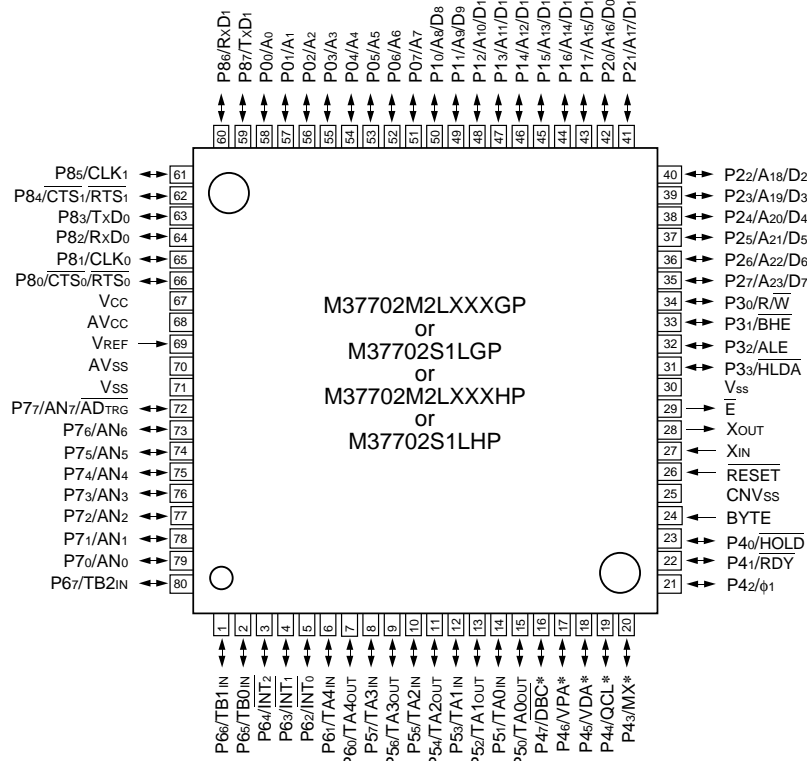 P86/RxD1
P87/TxD1
P00/A0
P01/A1
P02/A2
P03/A3
P04/A4
P05/A5
P06/A6
P07/A7
P10/A8/D8
P11/A9/D9
P12/A10/D1
P13/A11/D1
P14/A12/D1
P15/A13/D1
P16/A14/D1
P17/A15/D1
P20/A16/D0
P21/A17/D1
60 59 58 57 56 55 54 53 52 51 50 49 48 47 46 45 44 43 42 41
P85/CLK1 61
P84/CTS1/RTS1 62
P83/TxD0 63
P82/RxD0 64
P81/CLK0 65
P80/CTS0/RTS0 66
VCC 67
AVCC 68
VREF 69
AVSS 70
VSS 71
P77/AN7/ADTRG 72
P76/AN6 73
P75/AN5 74
P74/AN4 75
P73/AN3 76
P72/AN2 77
P71/AN1 78
P70/AN0 79
P67/TB2IN 80
M37702M2LXXXGP
or
M37702S1LGP
or
M37702M2LXXXHP
or
M37702S1LHP
40 P22/A18/D2
39 P23/A19/D3
38 P24/A20/D4
37 P25/A21/D5
36 P26/A22/D6
35 P27/A23/D7
34 P30/R/W
33 P31/BHE
32 P32/ALE
31 P33/HLDA
30 Vss
29 E
28 XOUT
27 XIN
26 RESET
25 CNVSS
24 BYTE
23 P40/HOLD
22 P41/RDY
21 P42/ϕ1
1 2 3 4 5 6 7 8 9 10 11 12 13 14 15 16 17 18 19 20
P66/TB1IN
P65/TB0IN
P64/INT2
P63/INT1
P62/INT0
P61/TA4IN
P60/TA4OUT
P57/TA3IN
P56/TA3OUT
P55/TA2IN
P54/TA2OUT
P53/TA1IN
P52/TA1OUT
P51/TA0IN
P50/TA0OUT
P47/DBC*
P46/VPA*
P45/VDA*
P44/QCL*
P43/MX*